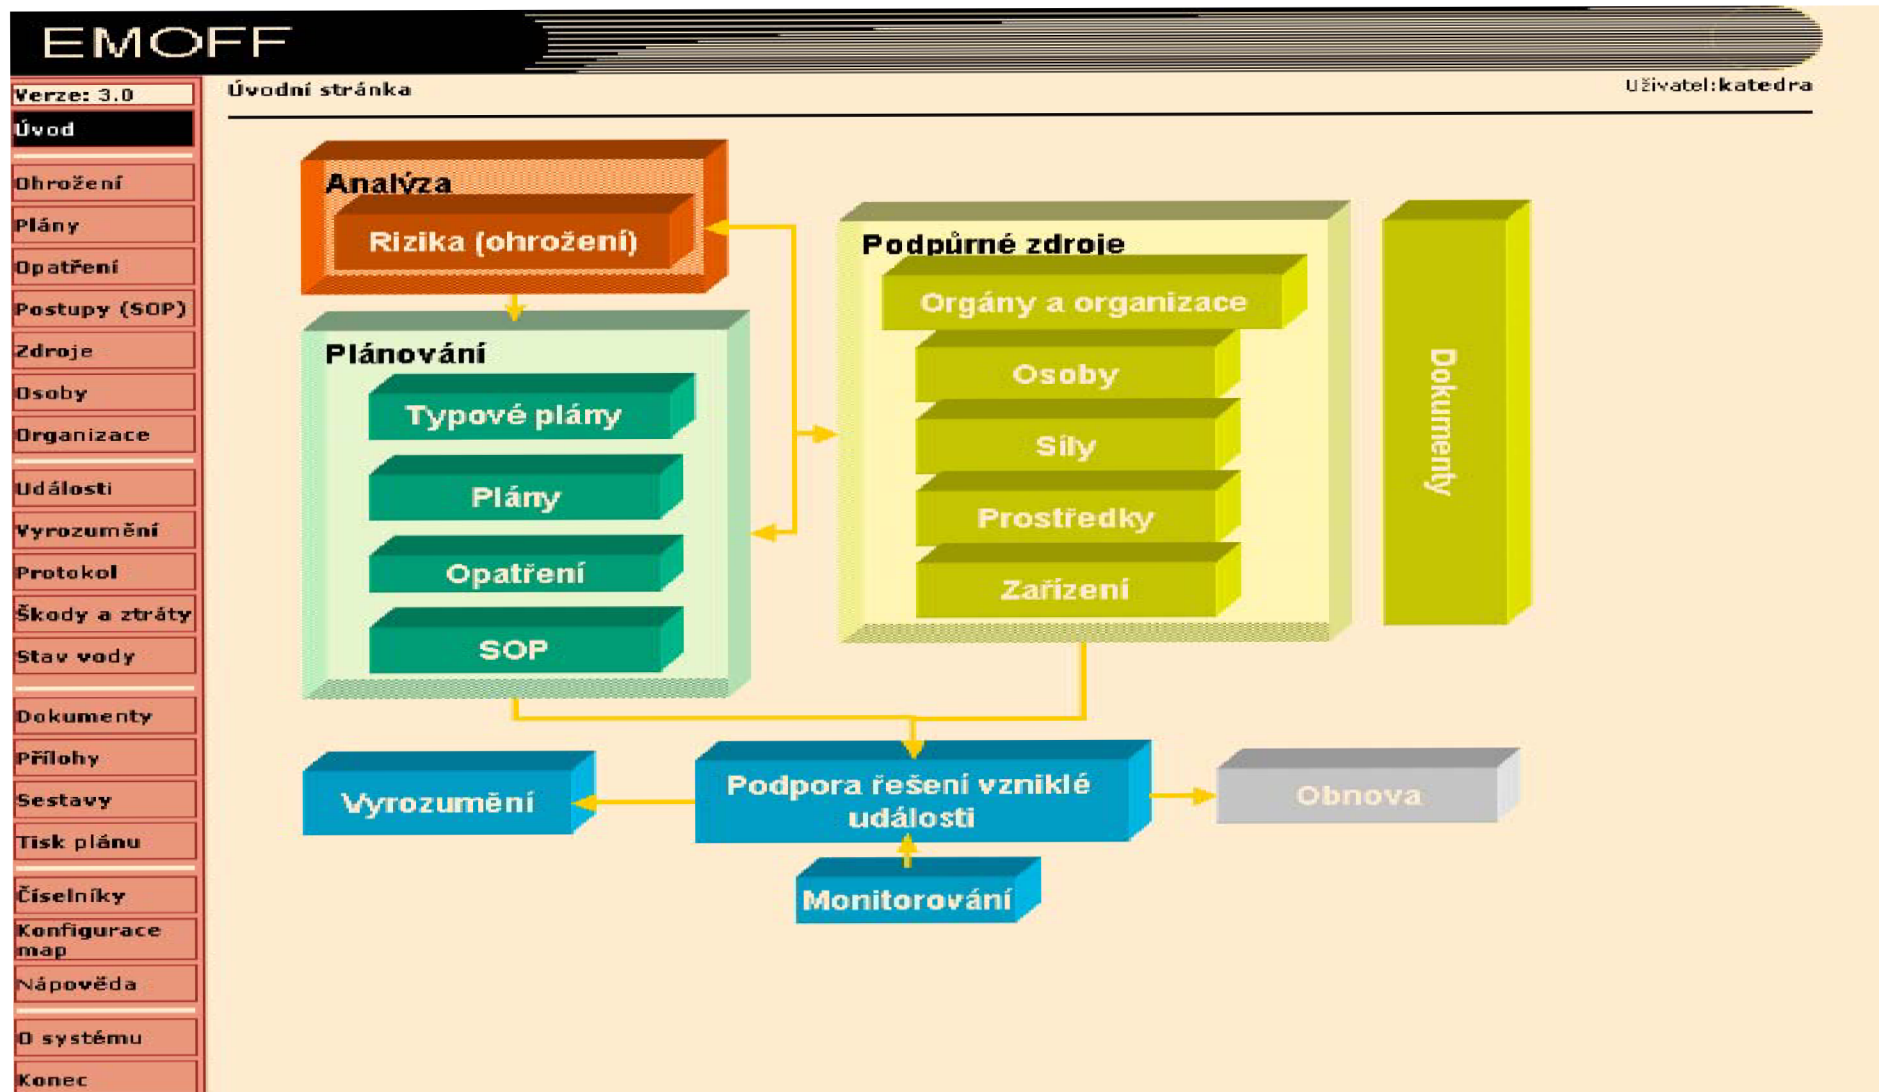 EMOFF
Verze: 3.0
Úvod
Ohrožení
Plány
Opatření
Postupy (SOP)
Zdroje
Osoby
Organizace
Události
Vyrozumění
Protokol
Škody a ztráty
Stav vody
Dokumenty
Přílohy
Sestavy
Tisk plánu
Číselníky
Konfigurace
map
Nápověda
O systému
Konec
Úvodní stránka
Uživatel:katedra
Analýza
Rizika (ohrožení)
Plánování
Typové plány
Plány
Opatření
SOP
Podpůrné zdroje
Orgány a organizace
Osoby
Síly
Prostředky
Zařízení
Dokumenty
Vyrozumění
Podpora řešení vzniklé
události
Obnova
Monitorování